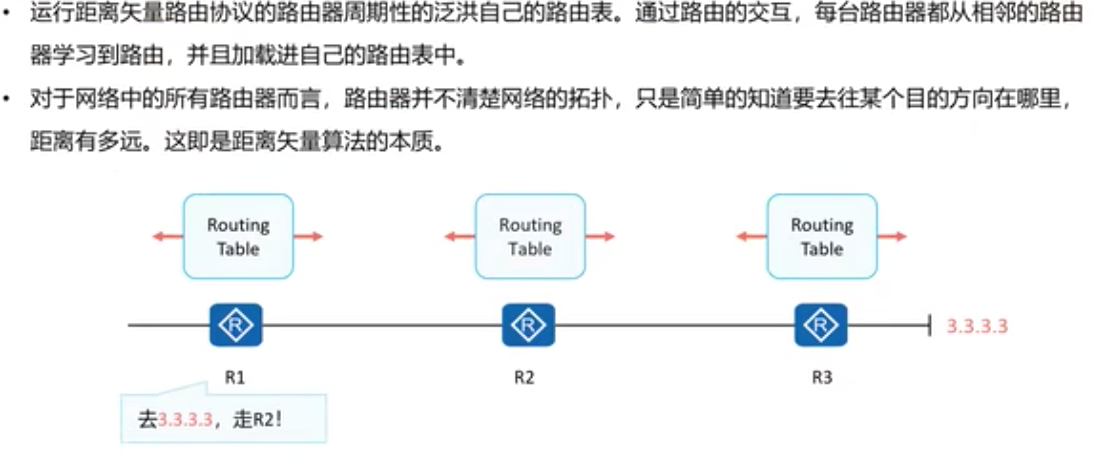 • 运行距离矢量路由协议的路由器周期性的泛洪自己的路由表。通过路由的交互，每台路由器都从相邻的路由
器学习到路由，并且加载进自己的路由表中。
• 对于网络中的所有路由器而言，路由器并不清楚网络的拓扑，只是简单的知道要去往某个目的方向在哪里，
距离有多远。这即是距离矢量算法的本质。
Routing
Table
Routing
Table
Routing
Table
R
R
R
3.3.3.3
R1
R2
R3
去3.3.3.3，走R2！